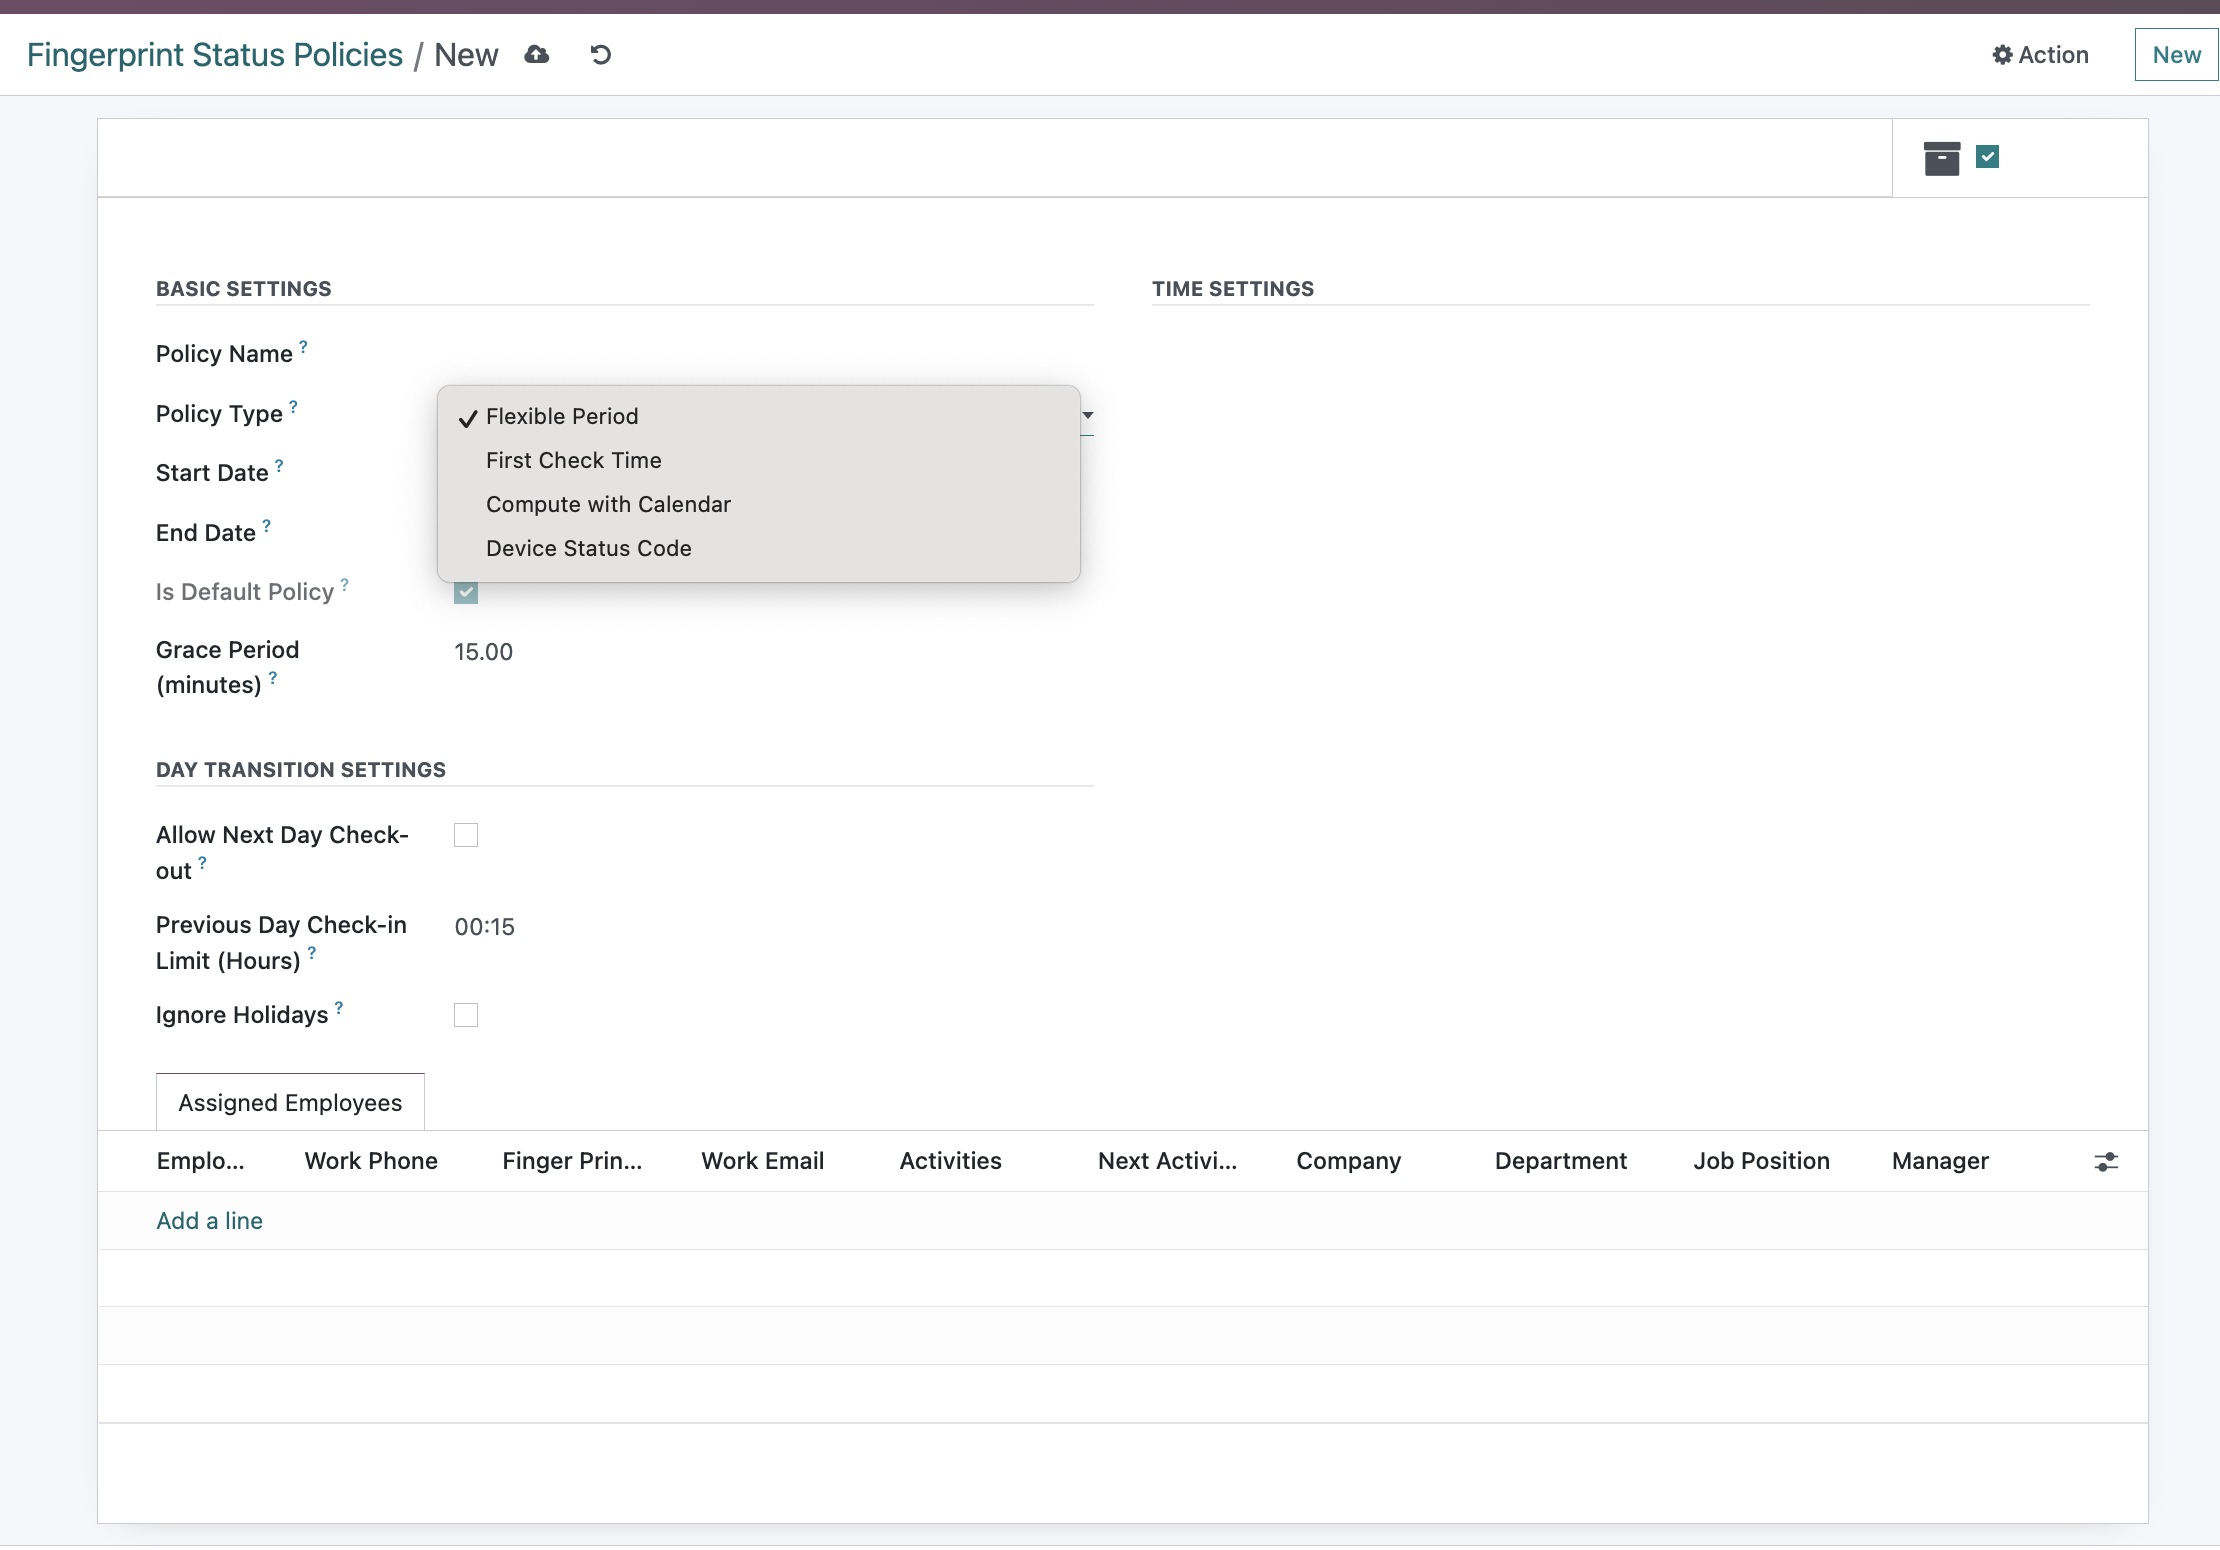 Fingerprint Status Policies / New
Action
New
BASIC SETTINGS
TIME SETTINGS
Policy Name ?
Policy Type ?
Flexible Period
First Check Time
Compute with Calendar
Device Status Code
Start Date ?
End Date ?
Is Default Policy ?
Grace Period
(minutes) ?
15.00
DAY TRANSITION SETTINGS
Allow Next Day Check-
out ?
Previous Day Check-in
Limit (Hours) ?
00:15
Ignore Holidays ?
Assigned Employees
Emplo... Work Phone Finger Prin... Work Email Activities Next Activi... Company Department Job Position Manager
Add a line